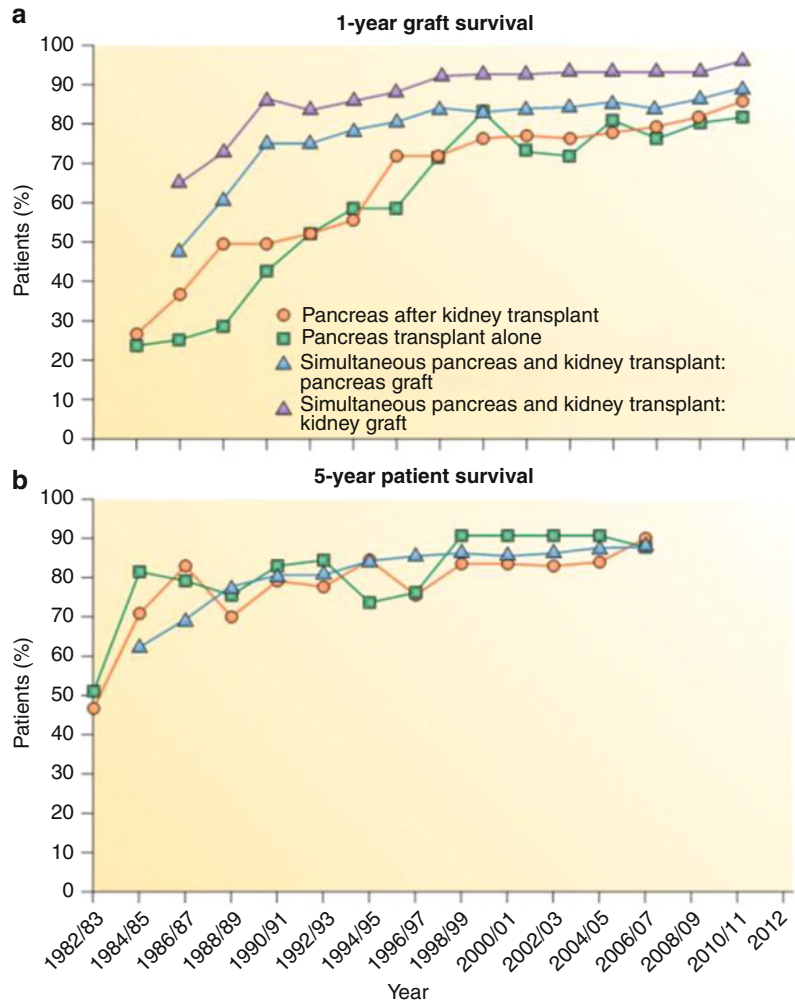 a
1-year graft survival
100
90
80
70
60
50
40
30
20
10
0
Patients (%)
Pancreas after kidney transplant
Pancreas transplant alone
Simultaneous pancreas and kidney transplant:
pancreas graft
Simultaneous pancreas and kidney transplant:
kidney graft
b
5-year patient survival
100
90
80
70
60
50
40
30
20
10
0
Patients (%)
1982/83
1984/85
1986/87
1988/89
1990/91
1992/93
1994/95
1996/97
1998/99
2000/01
2002/03
2004/05
2006/07
2008/09
2010/11
2012
Year